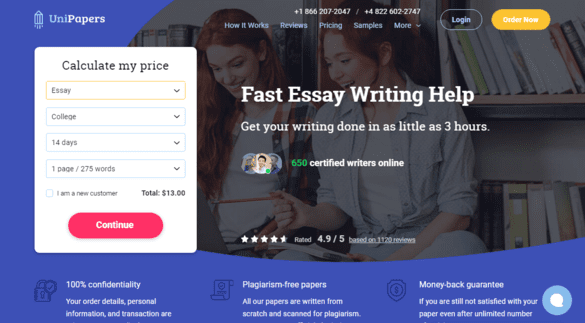 UniPapers
+1 866 207-2047 / +4 822 602-2747
How It Works Reviews Pricing Samples More
Login
Order Now
Calculate my price
Essay
College
14 days
1 page / 275 words
I am a new customer Total: $13.00
Continue
Fast Essay Writing Help
Get your writing done in as little as 3 hours.
650 certified writers online
Rated 4.9 / 5 based on 1120 reviews
100% confidentiality
Your order details, personal
information, and transaction are
Plagiarism-free papers
All our papers are written from
scratch and scanned for plagiarism.
Money-back guarantee
If you are still not satisfied with your
paper even after unlimited number